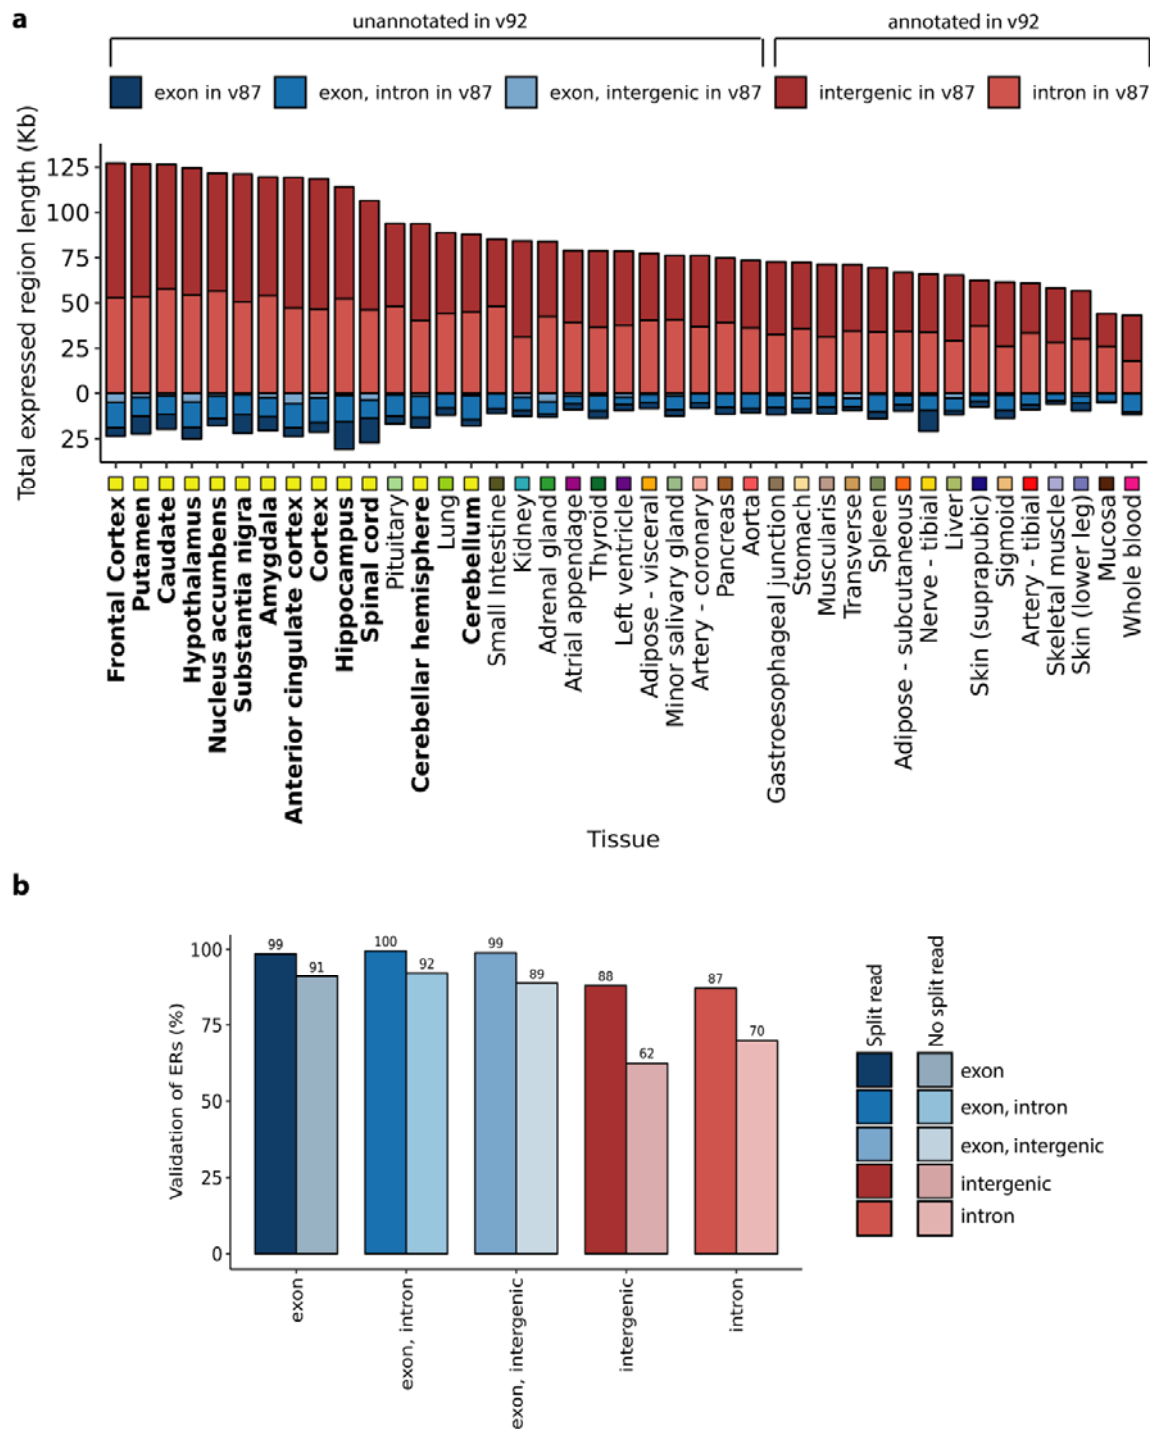 a
unannotated in v92
annotated in v92
exon in v87
exon, intron in v87
exon, intergenic in v87
intergenic in v87
intron in v87
Total expressed region length (Kb)
125
100
75
50
25
0
25
Frontal Cortex
Putamen
Caudate
Hypothalamus
Nucleus accumbens
Substantia nigra
Amygdala
Anterior cingulate cortex
Cortex
Hippocampus
Spinal cord
Pituitary
Cerebellar hemisphere
Lung
Cerebellum
Small Intestine
Kidney
Adrenal gland
Atrial appendage
Thyroid
Left ventricle
Adipose - visceral
Minor salivary gland
Artery - coronary
Pancreas
Aorta
Gastroesophageal junction
Stomach
Muscularis
Transverse
Spleen
Adipose - subcutaneous
Nerve - tibial
Liver
Skin (suprapubic)
Sigmoid
Artery - tibial
Skeletal muscle
Skin (lower leg)
Mucosa
Whole blood
Tissue
b
Validation of ERs (%)
100
75
50
25
0
99
91
100
92
99
89
88
62
87
70
exon
exon, intron
exon, intergenic
intergenic
intron
Split read
No split read
exon
exon, intron
exon, intergenic
intergenic
intron